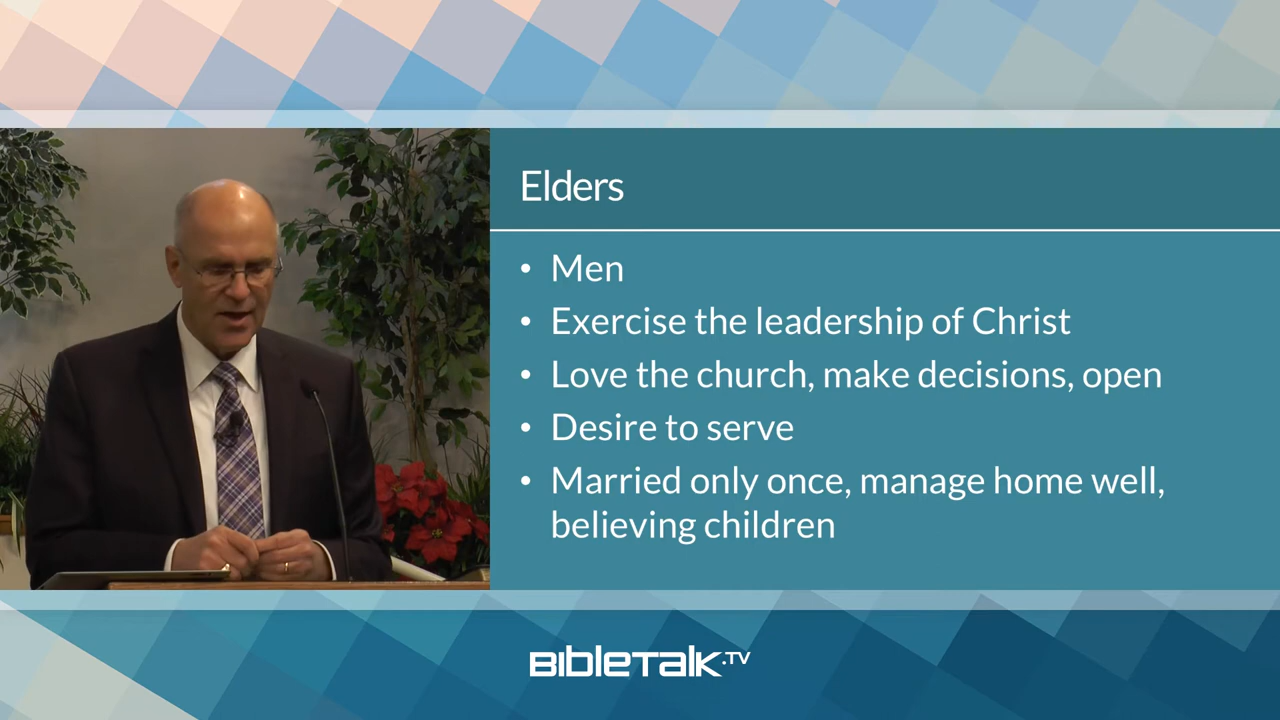 Elders
• Men
• Exercise the leadership of Christ
• Love the church, make decisions, open
• Desire to serve
• Married only once, manage home well,
believing children
BIBLETALK.TV